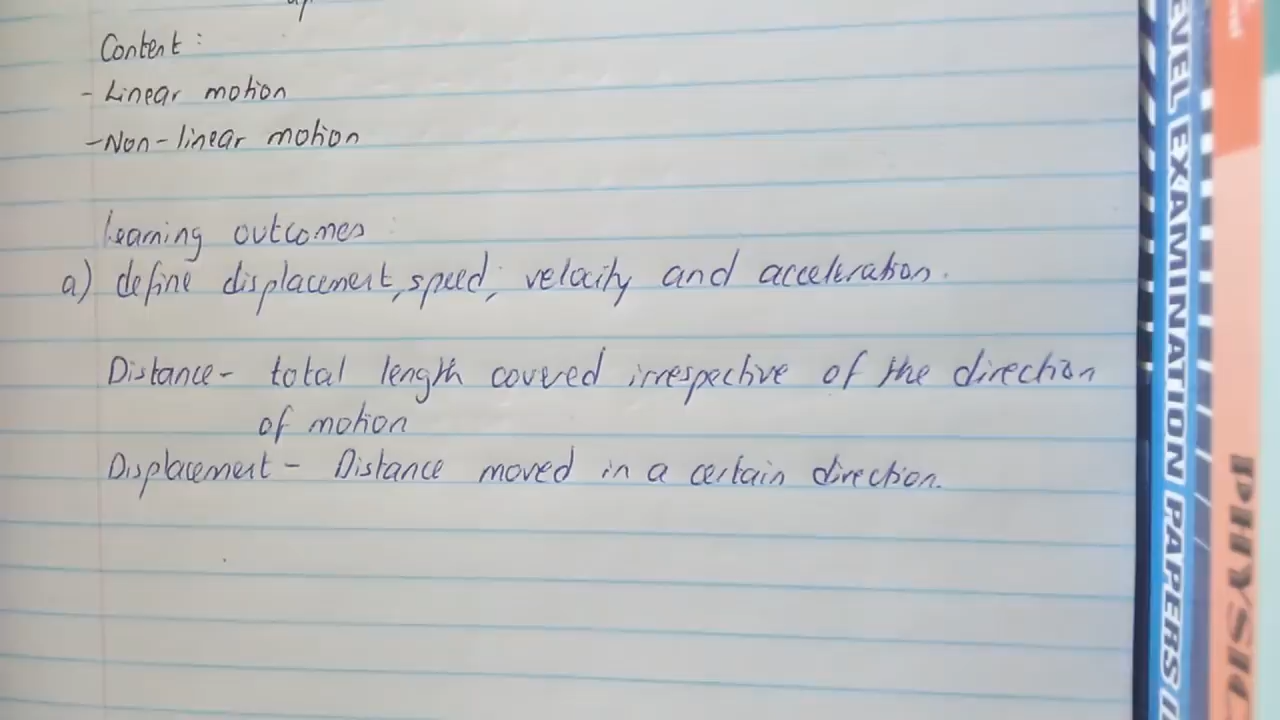 Content :
- Linear motion
- Non-linear motion
Learning outcomes :
a) define displacement, speed, velocity and acceleration.
Distance - total length covered irrespective of the direction
of motion
Displacement - Distance moved in a certain direction.
EVEL EXAMINATION PAPERS
PHYSIC